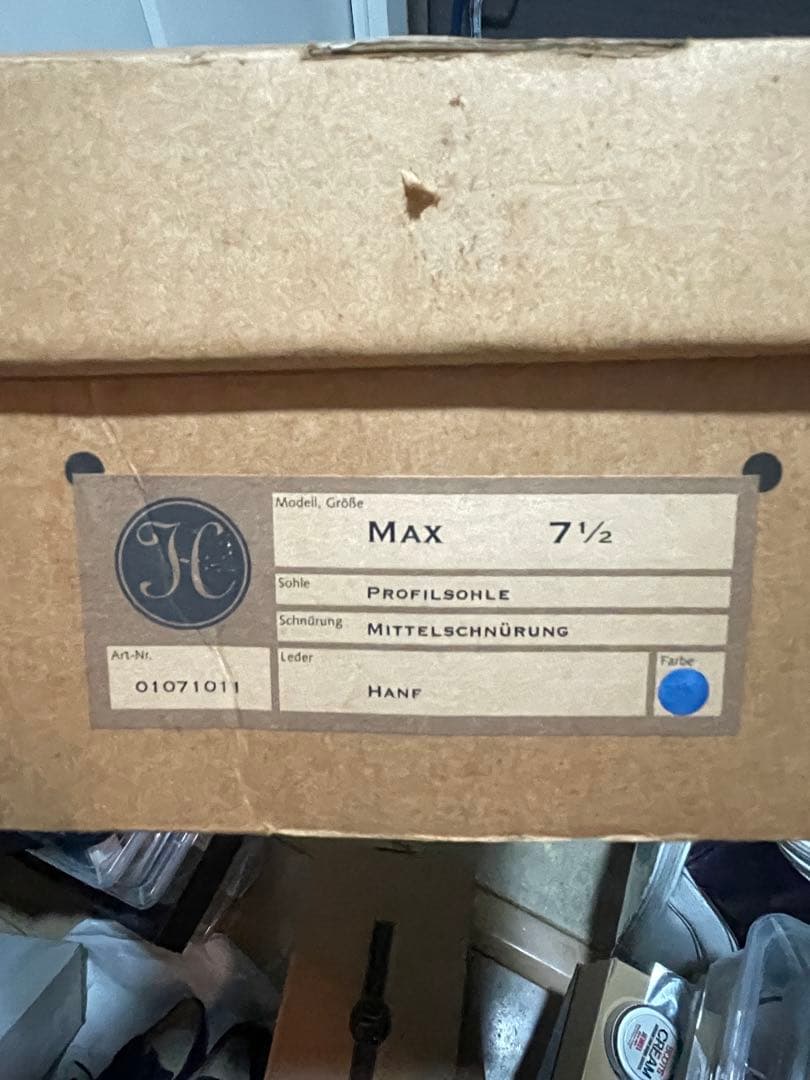 H
Modell, Größe
MAX 7½
Sohle
PROFILSOHLE
Schnürung
MITTELSCHNÜRUNG
Art-Nr.
01071011
Leder
HANF
Farbe
CREAM